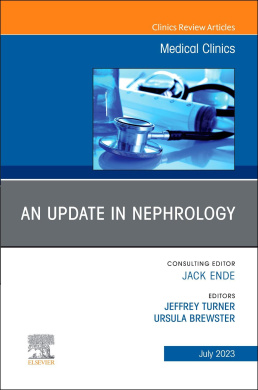 Clinics Review Articles
Medical Clinics
AN UPDATE IN NEPHROLOGY
CONSULTING EDITOR
JACK ENDE
EDITORS
JEFFREY TURNER
URSULA BREWSTER
ELSEVIER
July 2023